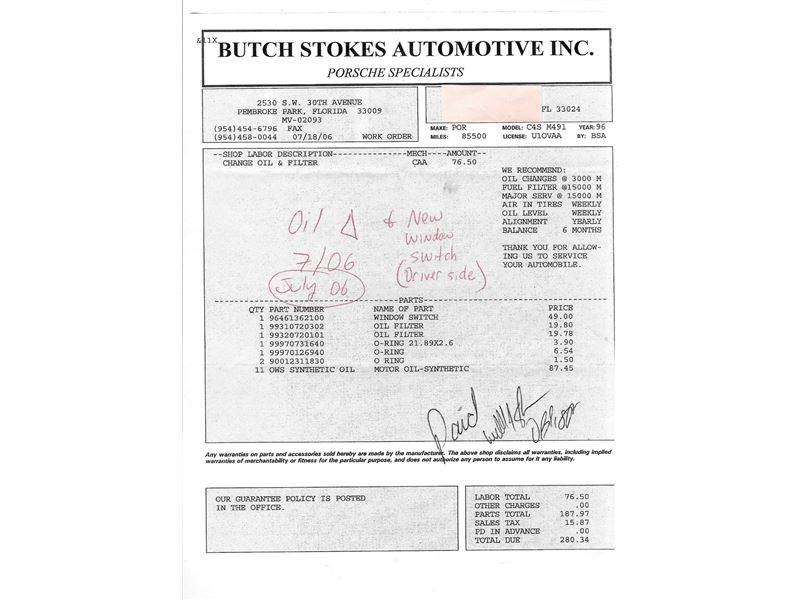 &11X
BUTCH STOKES AUTOMOTIVE INC.
PORSCHE SPECIALISTS
2530 S.W. 30TH AVENUE
PEMBROKE PARK, FLORIDA 33009
MV-02093
(954)454-6796 FAX
(954)458-0044 07/18/06 WORK ORDER
FL 33024
MAKE: POR MODEL: C4S M491 YEAR: 96
MILES: 85500 LICENSE: U1OVAA BY: BSA
--SHOP LABOR DESCRIPTION--------------MECH----AMOUNT--
CHANGE OIL & FILTER CAA 76.50
WE RECOMMEND:
OIL CHANGES @ 3000 M
FUEL FILTER @15000 M
MAJOR SERV @ 15000 M
AIR IN TIRES WEEKLY
OIL LEVEL WEEKLY
ALIGNMENT YEARLY
BALANCE 6 MONTHS
THANK YOU FOR ALLOW-
ING US TO SERVICE
YOUR AUTOMOBILE.
Oil Δ & New
window
switch
(Driver side)
7/06
July 06
PARTS
QTY PART NUMBER NAME OF PART PRICE
1 96461362100 WINDOW SWITCH 49.00
1 99310720302 OIL FILTER 19.80
1 99320720101 OIL FILTER 19.78
1 99970731640 O-RING 21.89X2.6 3.90
1 99970126940 O-RING 6.54
2 90012311830 O RING 1.50
11 OWS SYNTHETIC OIL MOTOR OIL-SYNTHETIC 87.45
Paid
Any warranties on parts and accessories sold hereby are made by the manufacturer. The above shop disclaims all warranties, including implied
warranties of merchantability or fitness for the particular purpose, and does not authorize any person to assume for it any liability.
OUR GUARANTEE POLICY IS POSTED
IN THE OFFICE.
LABOR TOTAL 76.50
OTHER CHARGES .00
PARTS TOTAL 187.97
SALES TAX 15.87
PD IN ADVANCE .00
TOTAL DUE 280.34